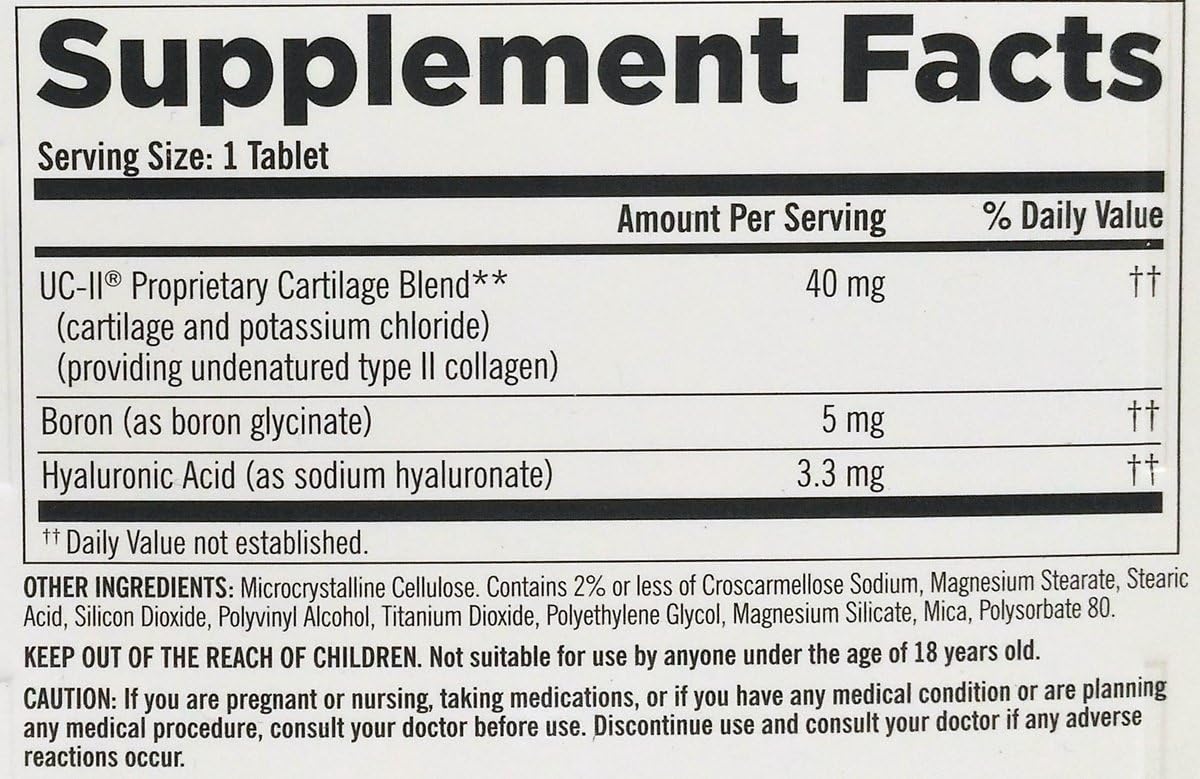 Supplement Facts
Serving Size: 1 Tablet
Amount Per Serving % Daily Value
UC-II® Proprietary Cartilage Blend** 40 mg ††
(cartilage and potassium chloride)
(providing undenatured type II collagen)
Boron (as boron glycinate) 5 mg ††
Hyaluronic Acid (as sodium hyaluronate) 3.3 mg ††
†† Daily Value not established.
OTHER INGREDIENTS: Microcrystalline Cellulose. Contains 2% or less of Croscarmellose Sodium, Magnesium Stearate, Stearic
Acid, Silicon Dioxide, Polyvinyl Alcohol, Titanium Dioxide, Polyethylene Glycol, Magnesium Silicate, Mica, Polysorbate 80.
KEEP OUT OF THE REACH OF CHILDREN. Not suitable for use by anyone under the age of 18 years old.
CAUTION: If you are pregnant or nursing, taking medications, or if you have any medical condition or are planning
any medical procedure, consult your doctor before use. Discontinue use and consult your doctor if any adverse
reactions occur.